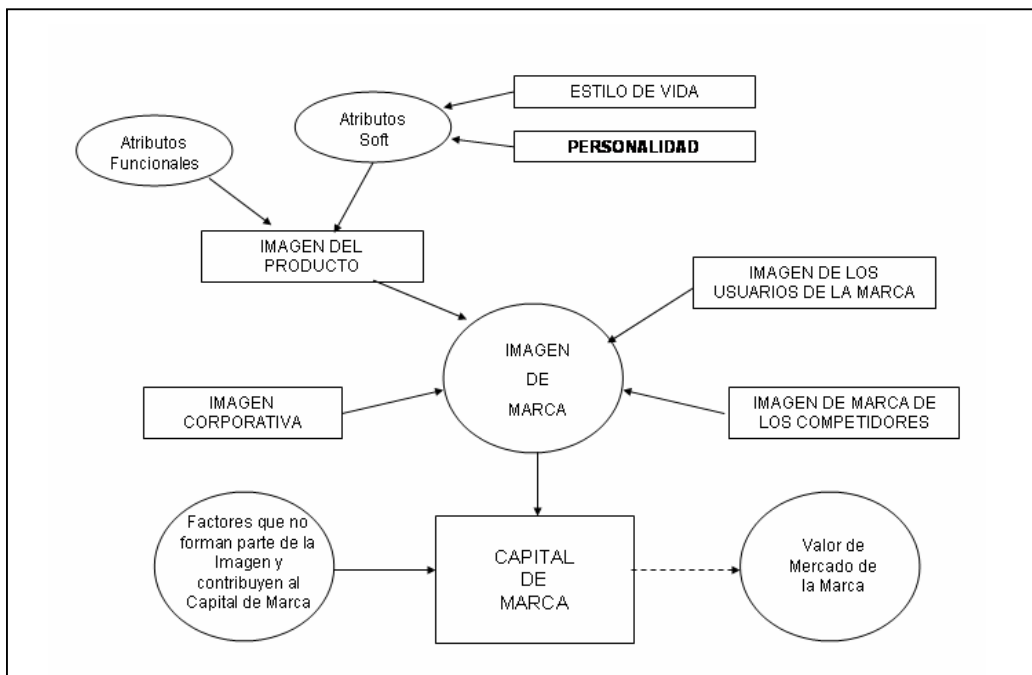 ESTILO DE VIDA
Atributos
Soft
PERSONALIDAD
Atributos
Funcionales
IMAGEN DEL
PRODUCTO
IMAGEN DE LOS
USUARIOS DE LA MARCA
IMAGEN
DE
MARCA
IMAGEN
CORPORATIVA
IMAGEN DE MARCA DE
LOS COMPETIDORES
Factores que no
forman parte de la
Imagen y
contribuyen al
Capital de Marca
CAPITAL
DE
MARCA
Valor de
Mercado de
la Marca